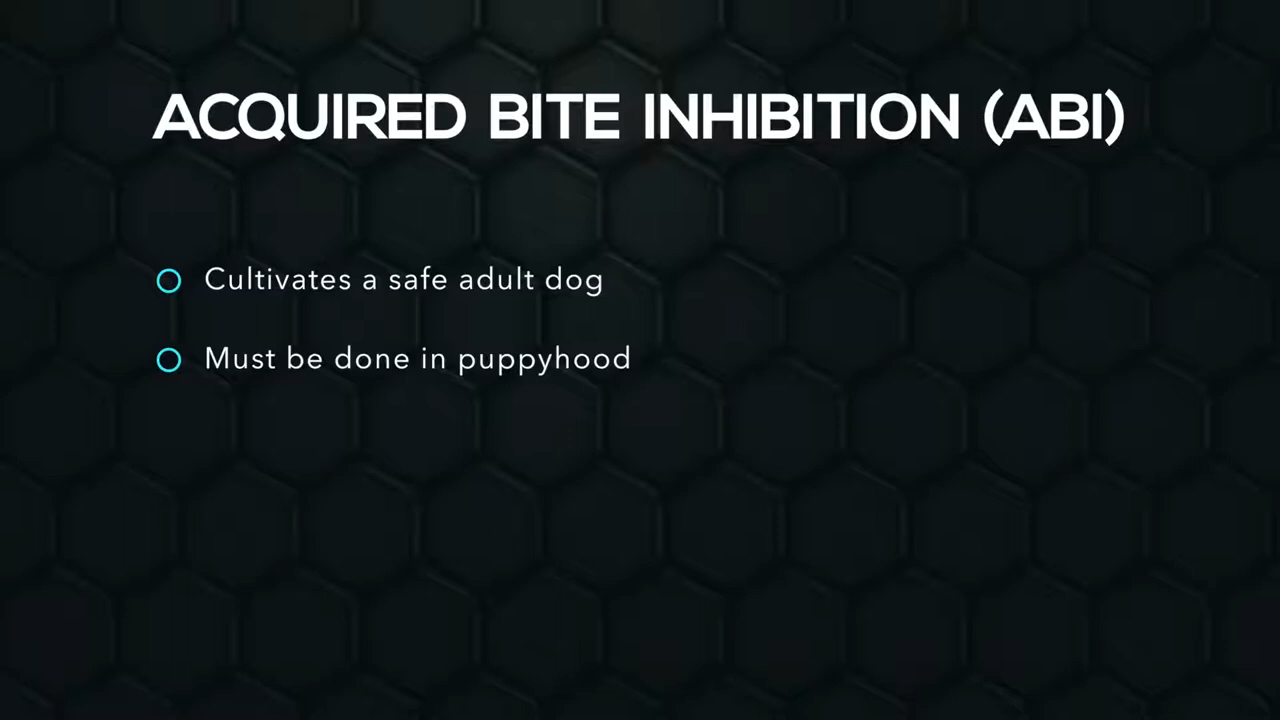 ACQUIRED BITE INHIBITION (ABI)
Cultivates a safe adult dog
Must be done in puppyhood